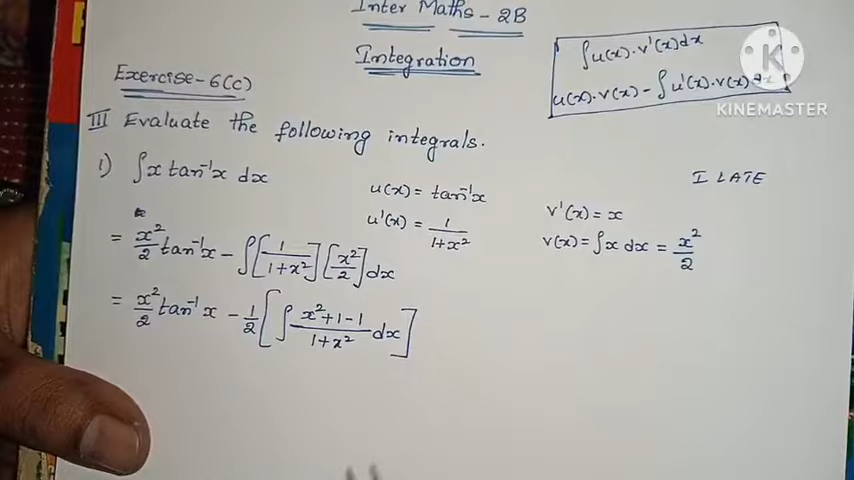 Inter Maths - 2B
Integration
∫u(x).v'(x)dx
u(x).v(x) - ∫u'(x).v(x)dx
KINEMASTER
Exercise - 6(c)
III Evaluate the following integrals.
1) ∫x tan⁻¹x dx
u(x) = tan⁻¹x
u'(x) = 1/(1+x²)
v'(x) = x
v(x) = ∫x dx = x²/2
I LATE
= x²/2 tan⁻¹x - ∫[1/(1+x²)] [x²/2] dx
= x²/2 tan⁻¹x - 1/2 [∫ (x²+1-1)/(1+x²) dx]